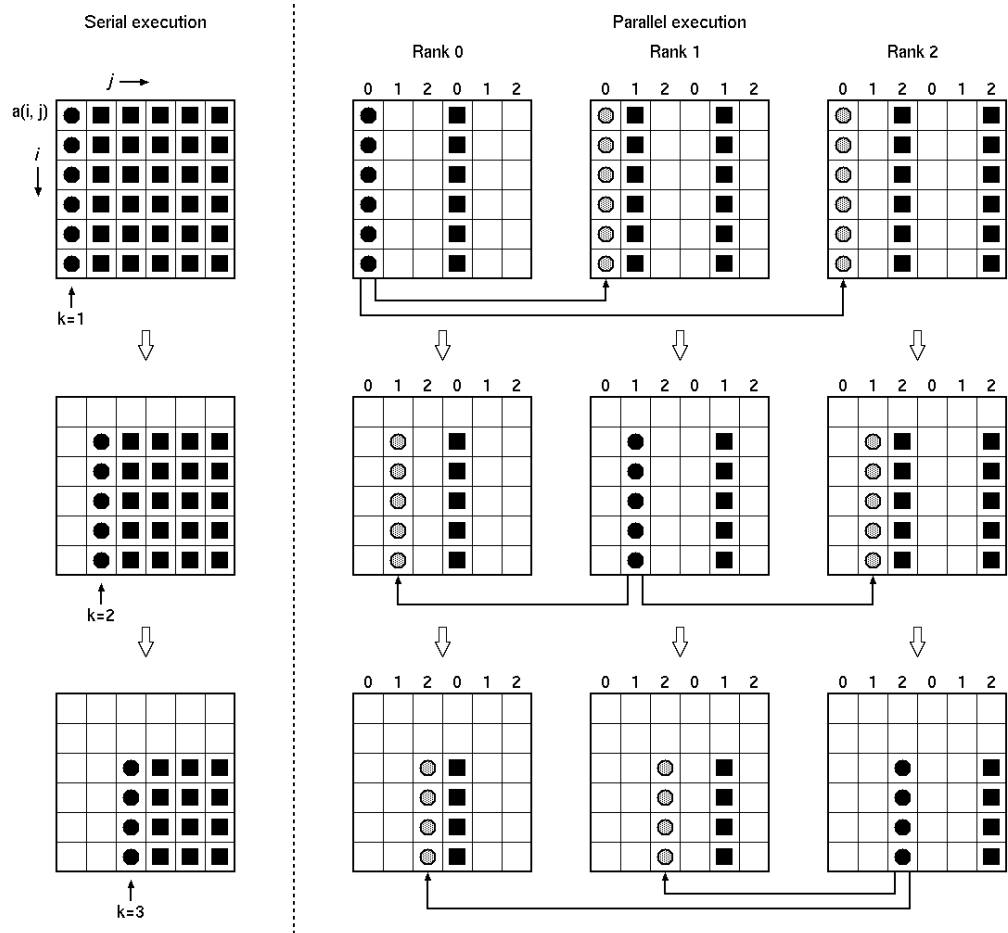 Serial execution
Parallel execution
Rank 0
Rank 1
Rank 2
j
0 1 2 0 1 2
0 1 2 0 1 2
0 1 2 0 1 2
a(i, j)
i
k=1
0 1 2 0 1 2
0 1 2 0 1 2
0 1 2 0 1 2
k=2
0 1 2 0 1 2
0 1 2 0 1 2
0 1 2 0 1 2
k=3